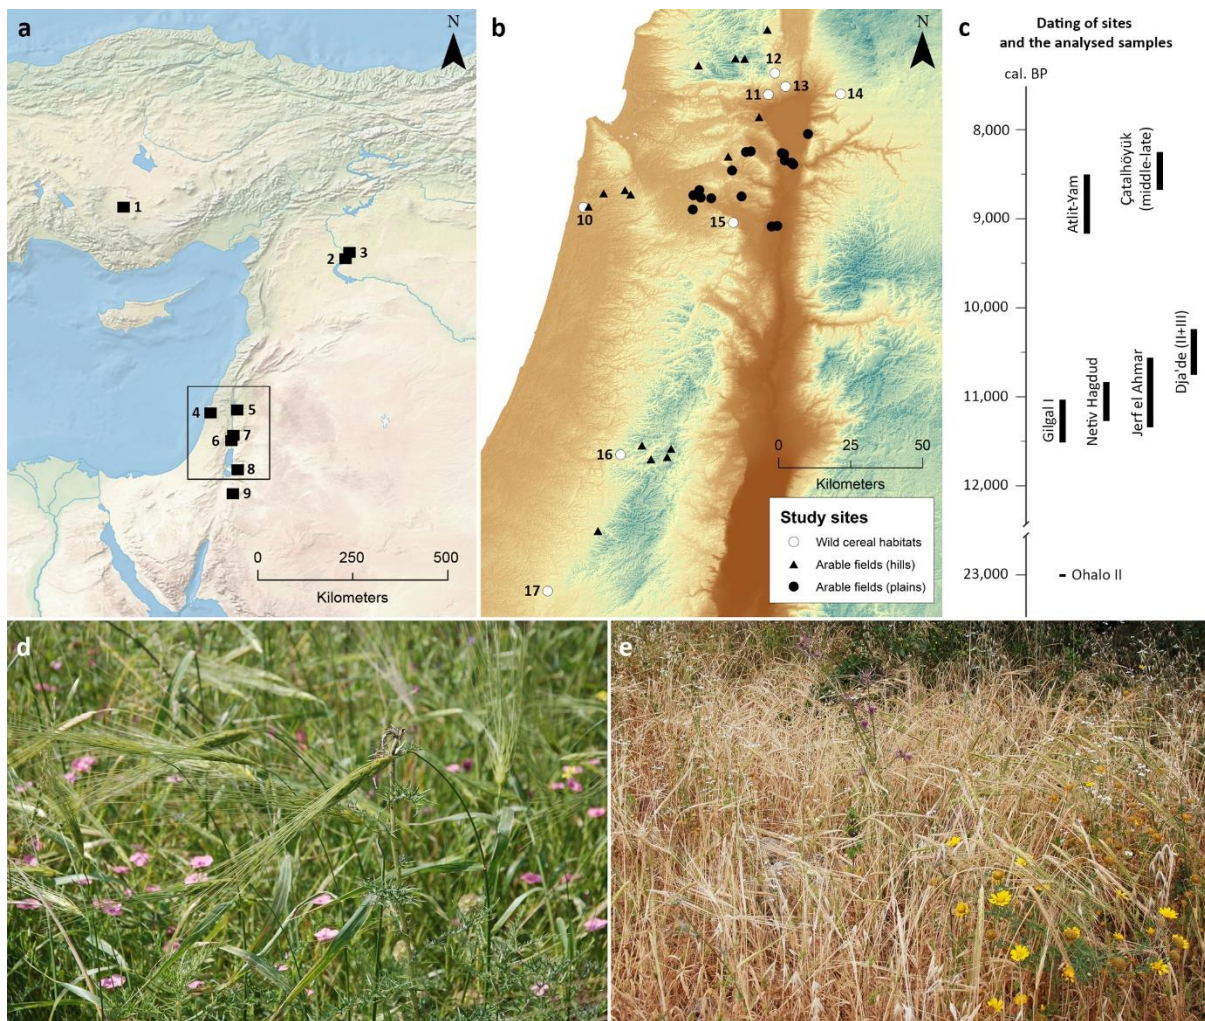 a
N
1
2
3
4
5
6
7
8
9
0
250
500
Kilometers
b
N
12
13
11
14
10
15
16
17
0
25
50
Kilometers
Study sites
Wild cereal habitats
Arable fields (hills)
Arable fields (plains)
c
Dating of sites
and the analysed samples
cal. BP
8,000
9,000
10,000
11,000
12,000
23,000
Atlit-Yam
Çatalhöyük
(middle-late)
Gilgal I
Netiv Hagdud
Jerf el Ahmar
Dja'de (II+III)
Ohalo II
d
e